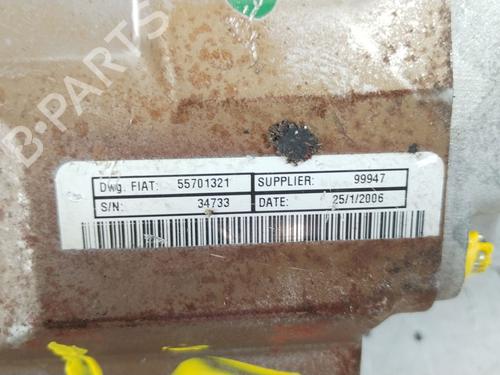 B-PARTS
Dwg. FIAT: 55701321 SUPPLIER: 99947
S/N: 34733 DATE: 25/1/2006